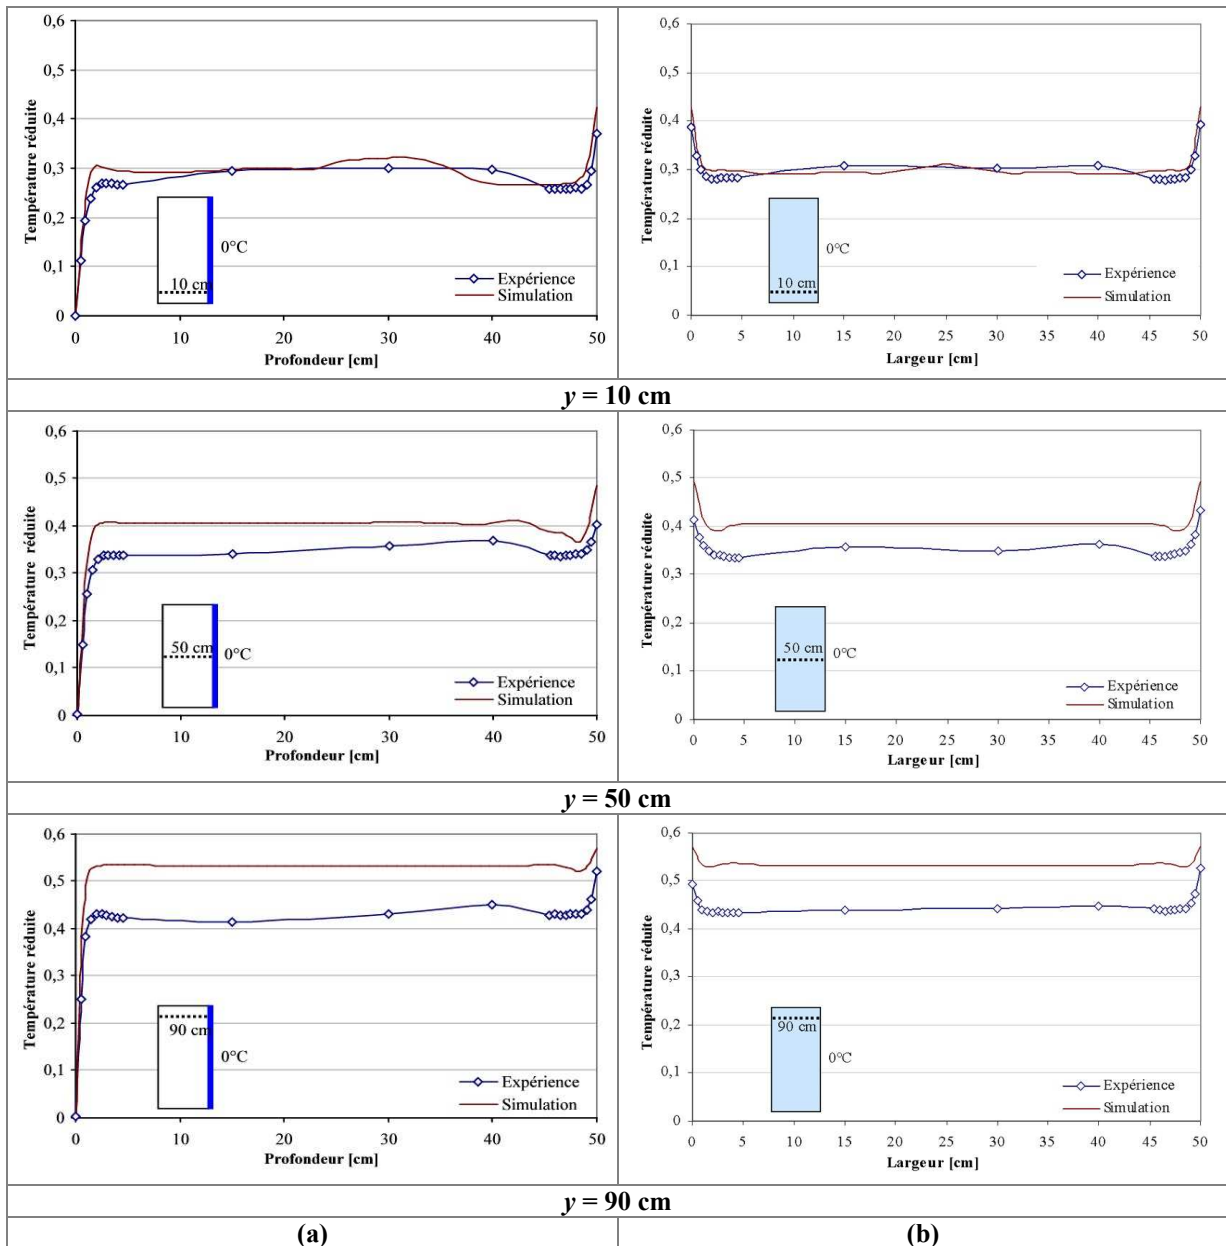 0,6
0,5
0,4
0,3
0,2
0,1
0
Température réduite
10 cm
0°C
Expérience
Simulation
0 10 20 30 40 50
Profondeur [cm]
0,6
0,5
0,4
0,3
0,2
0,1
0
Température réduite
10 cm
0°C
Expérience
Simulation
0 5 10 15 20 25 30 35 40 45 50
Largeur [cm]
y = 10 cm
0,6
0,5
0,4
0,3
0,2
0,1
0
Température réduite
50 cm
0°C
Expérience
Simulation
0 10 20 30 40 50
Profondeur [cm]
0,6
0,5
0,4
0,3
0,2
0,1
0
Température réduite
50 cm
0°C
Expérience
Simulation
0 5 10 15 20 25 30 35 40 45 50
Largeur [cm]
y = 50 cm
0,6
0,5
0,4
0,3
0,2
0,1
0
Température réduite
90 cm
0°C
Expérience
Simulation
0 10 20 30 40 50
Profondeur [cm]
0,6
0,5
0,4
0,3
0,2
0,1
0
Température réduite
90 cm
0°C
Expérience
Simulation
0 5 10 15 20 25 30 35 40 45 50
Largeur [cm]
y = 90 cm
(a) (b)